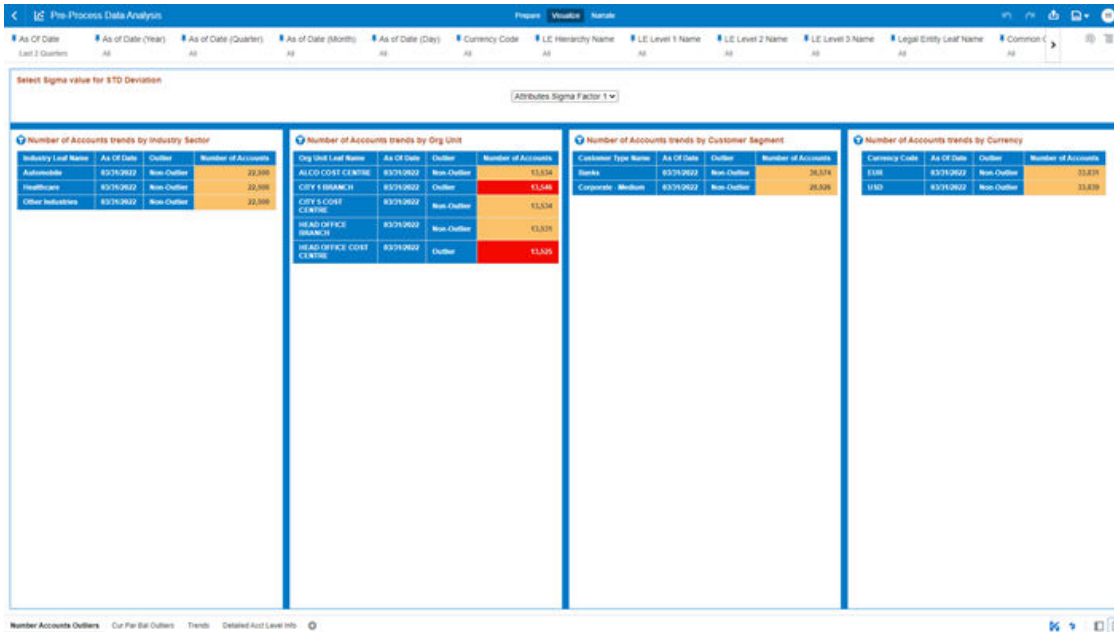 Pre-Process Data Analysis
Prepare Visualize Narrate
As Of Date As of Date (Year) As of Date (Quarter) As of Date (Month) As of Date (Day) Currency Code LE Hierarchy Name LE Level 1 Name LE Level 2 Name LE Level 3 Name Legal Entity Leaf Name Common
Last 2 Quarters All All All All All All All All All All All
Select Sigma value for STD Deviation
Attributes Sigma Factor 1
Number of Accounts trends by Industry Sector
Industry Leaf Name As Of Date Outlier Number of Accounts
Automobile 03/31/2022 Non-Outlier
Healthcare 03/31/2022 Non-Outlier
Other Industries 03/31/2022 Non-Outlier
Number of Accounts trends by Org Unit
Org Unit Leaf Name As Of Date Outlier Number of Accounts
ALCO COST CENTRE 03/31/2022 Non-Outlier 13,534
CITY 1 BRANCH 03/31/2022 Outlier 13,546
CITY 5 COST
CENTRE 03/31/2022 Non-Outlier 13,534
HEAD OFFICE
BRANCH 03/31/2022 Non-Outlier 13,531
HEAD OFFICE COST
CENTRE 03/31/2022 Outlier 13,525
Number of Accounts trends by Customer Segment
Customer Type Name As Of Date Outlier Number of Accounts
Banks 03/31/2022 Non-Outlier
Corporate - Medium 03/31/2022 Non-Outlier
Number of Accounts trends by Currency
Currency Code As Of Date Outlier Number of Accounts
EUR 03/31/2022 Non-Outlier
USD 03/31/2022 Non-Outlier
Number Accounts Outliers Cur Par Bal Outliers Trends Detailed Acct Level Info